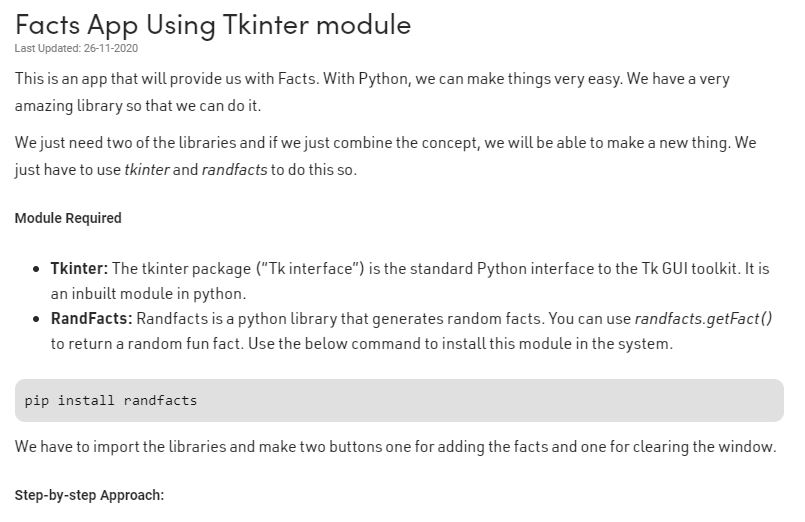 Facts App Using Tkinter module
Last Updated: 26-11-2020
This is an app that will provide us with Facts. With Python, we can make things very easy. We have a very
amazing library so that we can do it.
We just need two of the libraries and if we just combine the concept, we will be able to make a new thing. We
just have to use tkinter and randfacts to do this so.
Module Required
• Tkinter: The tkinter package (“Tk interface”) is the standard Python interface to the Tk GUI toolkit. It is
an inbuilt module in python.
• RandFacts: Randfacts is a python library that generates random facts. You can use randfacts.getFact()
to return a random fun fact. Use the below command to install this module in the system.
pip install randfacts
We have to import the libraries and make two buttons one for adding the facts and one for clearing the window.
Step-by-step Approach: